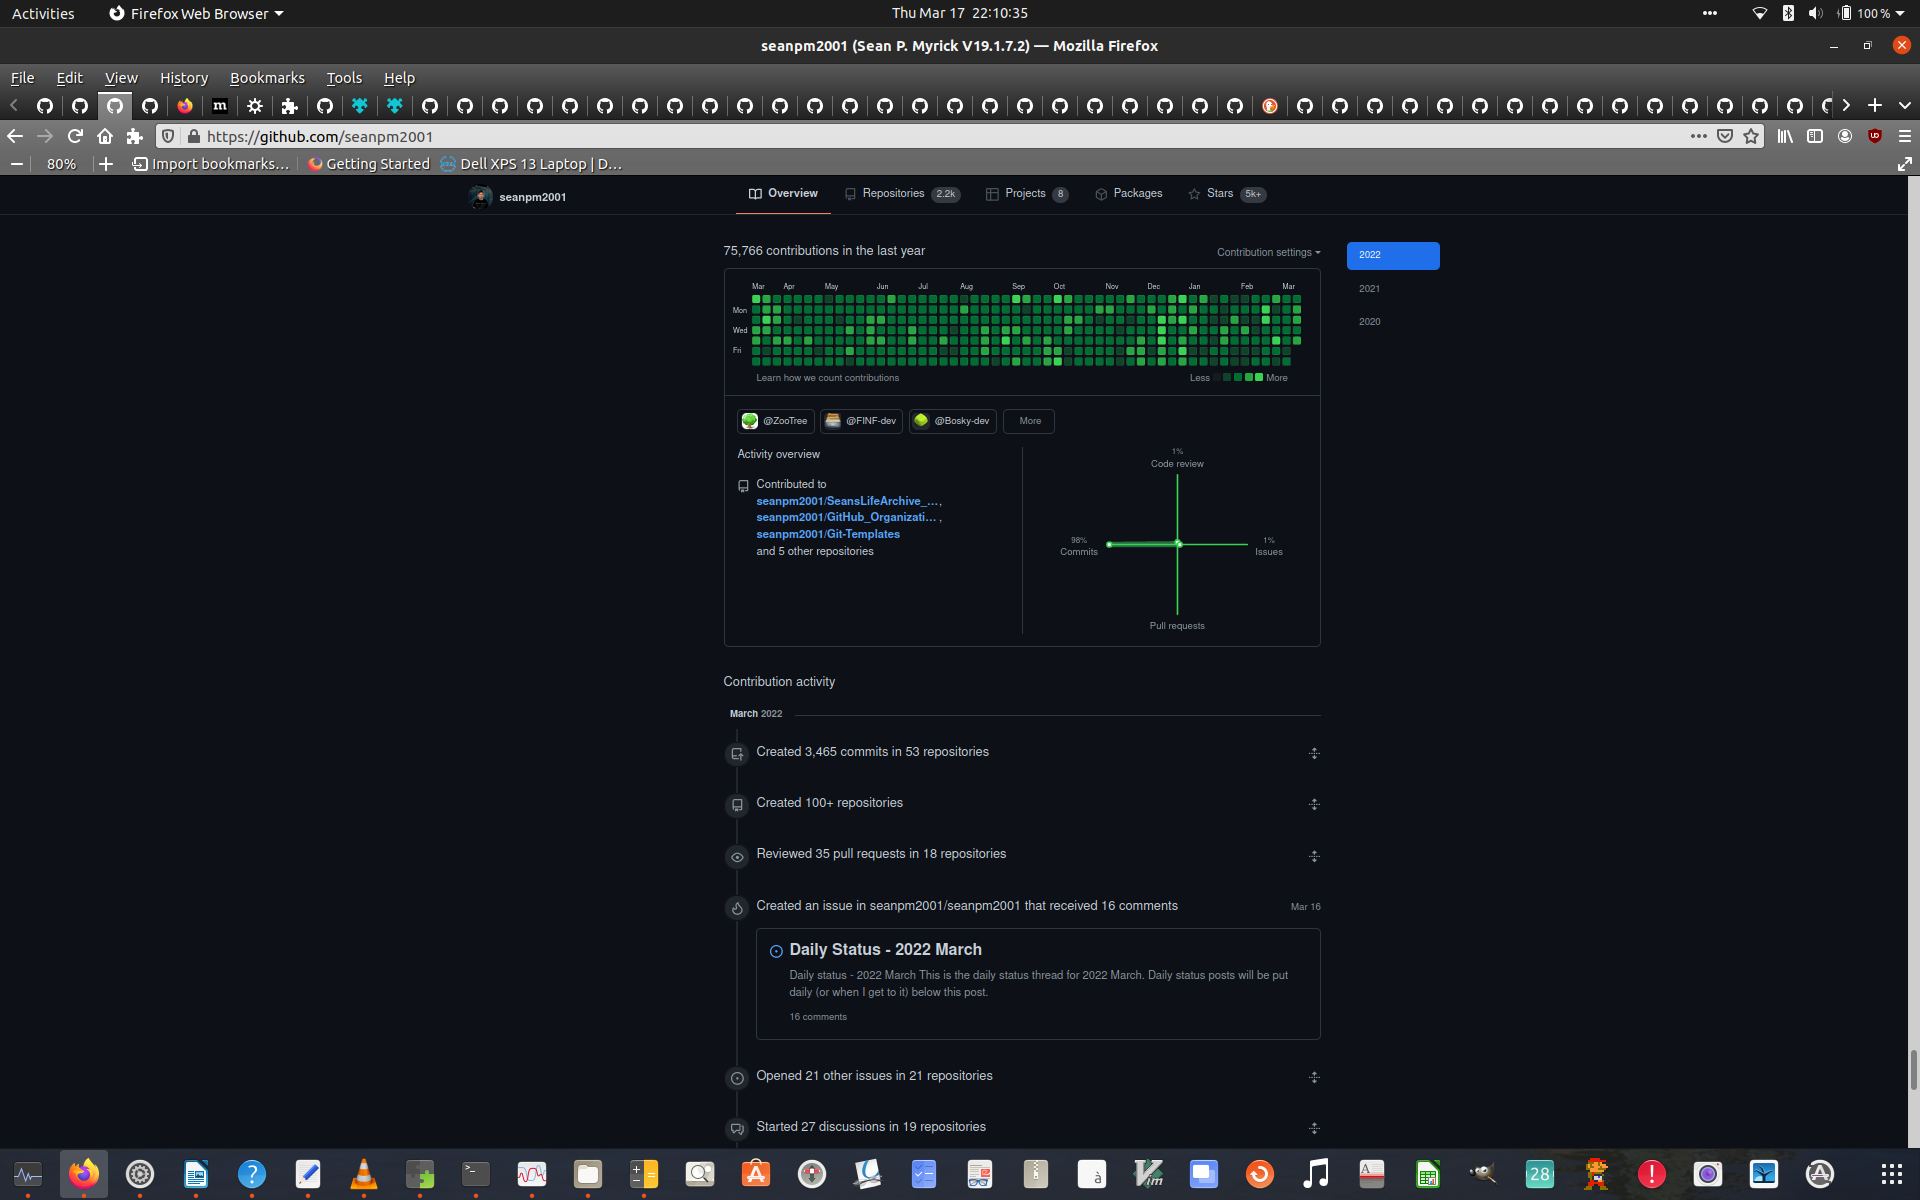 Activities
Firefox Web Browser
Thu Mar 17 22:10:35
100 %
seanpm2001 (Sean P. Myrick V19.1.7.2) — Mozilla Firefox
File Edit View History Bookmarks Tools Help
m
https://github.com/seanpm2001
80%
Import bookmarks...
Getting Started
Dell XPS 13 Laptop | D...
seanpm2001
Overview
Repositories 2.2k
Projects 8
Packages
Stars 5k+
75,766 contributions in the last year
Contribution settings
2022
2021
2020
Mar Apr May Jun Jul Aug Sep Oct Nov Dec Jan Feb Mar
Mon
Wed
Fri
Learn how we count contributions
Less More
@ZooTree
@FINF-dev
@Bosky-dev
More
Activity overview
Contributed to
seanpm2001/SeansLifeArchive_...,
seanpm2001/GitHub_Organizati... ,
seanpm2001/Git-Templates
and 5 other repositories
1%
Code review
98%
Commits
1%
Issues
Pull requests
Contribution activity
March 2022
Created 3,465 commits in 53 repositories
Created 100+ repositories
Reviewed 35 pull requests in 18 repositories
Created an issue in seanpm2001/seanpm2001 that received 16 comments
Mar 16
Daily Status - 2022 March
Daily status - 2022 March This is the daily status thread for 2022 March. Daily status posts will be put
daily (or when I get to it) below this post.
16 comments
Opened 21 other issues in 21 repositories
Started 27 discussions in 19 repositories
28